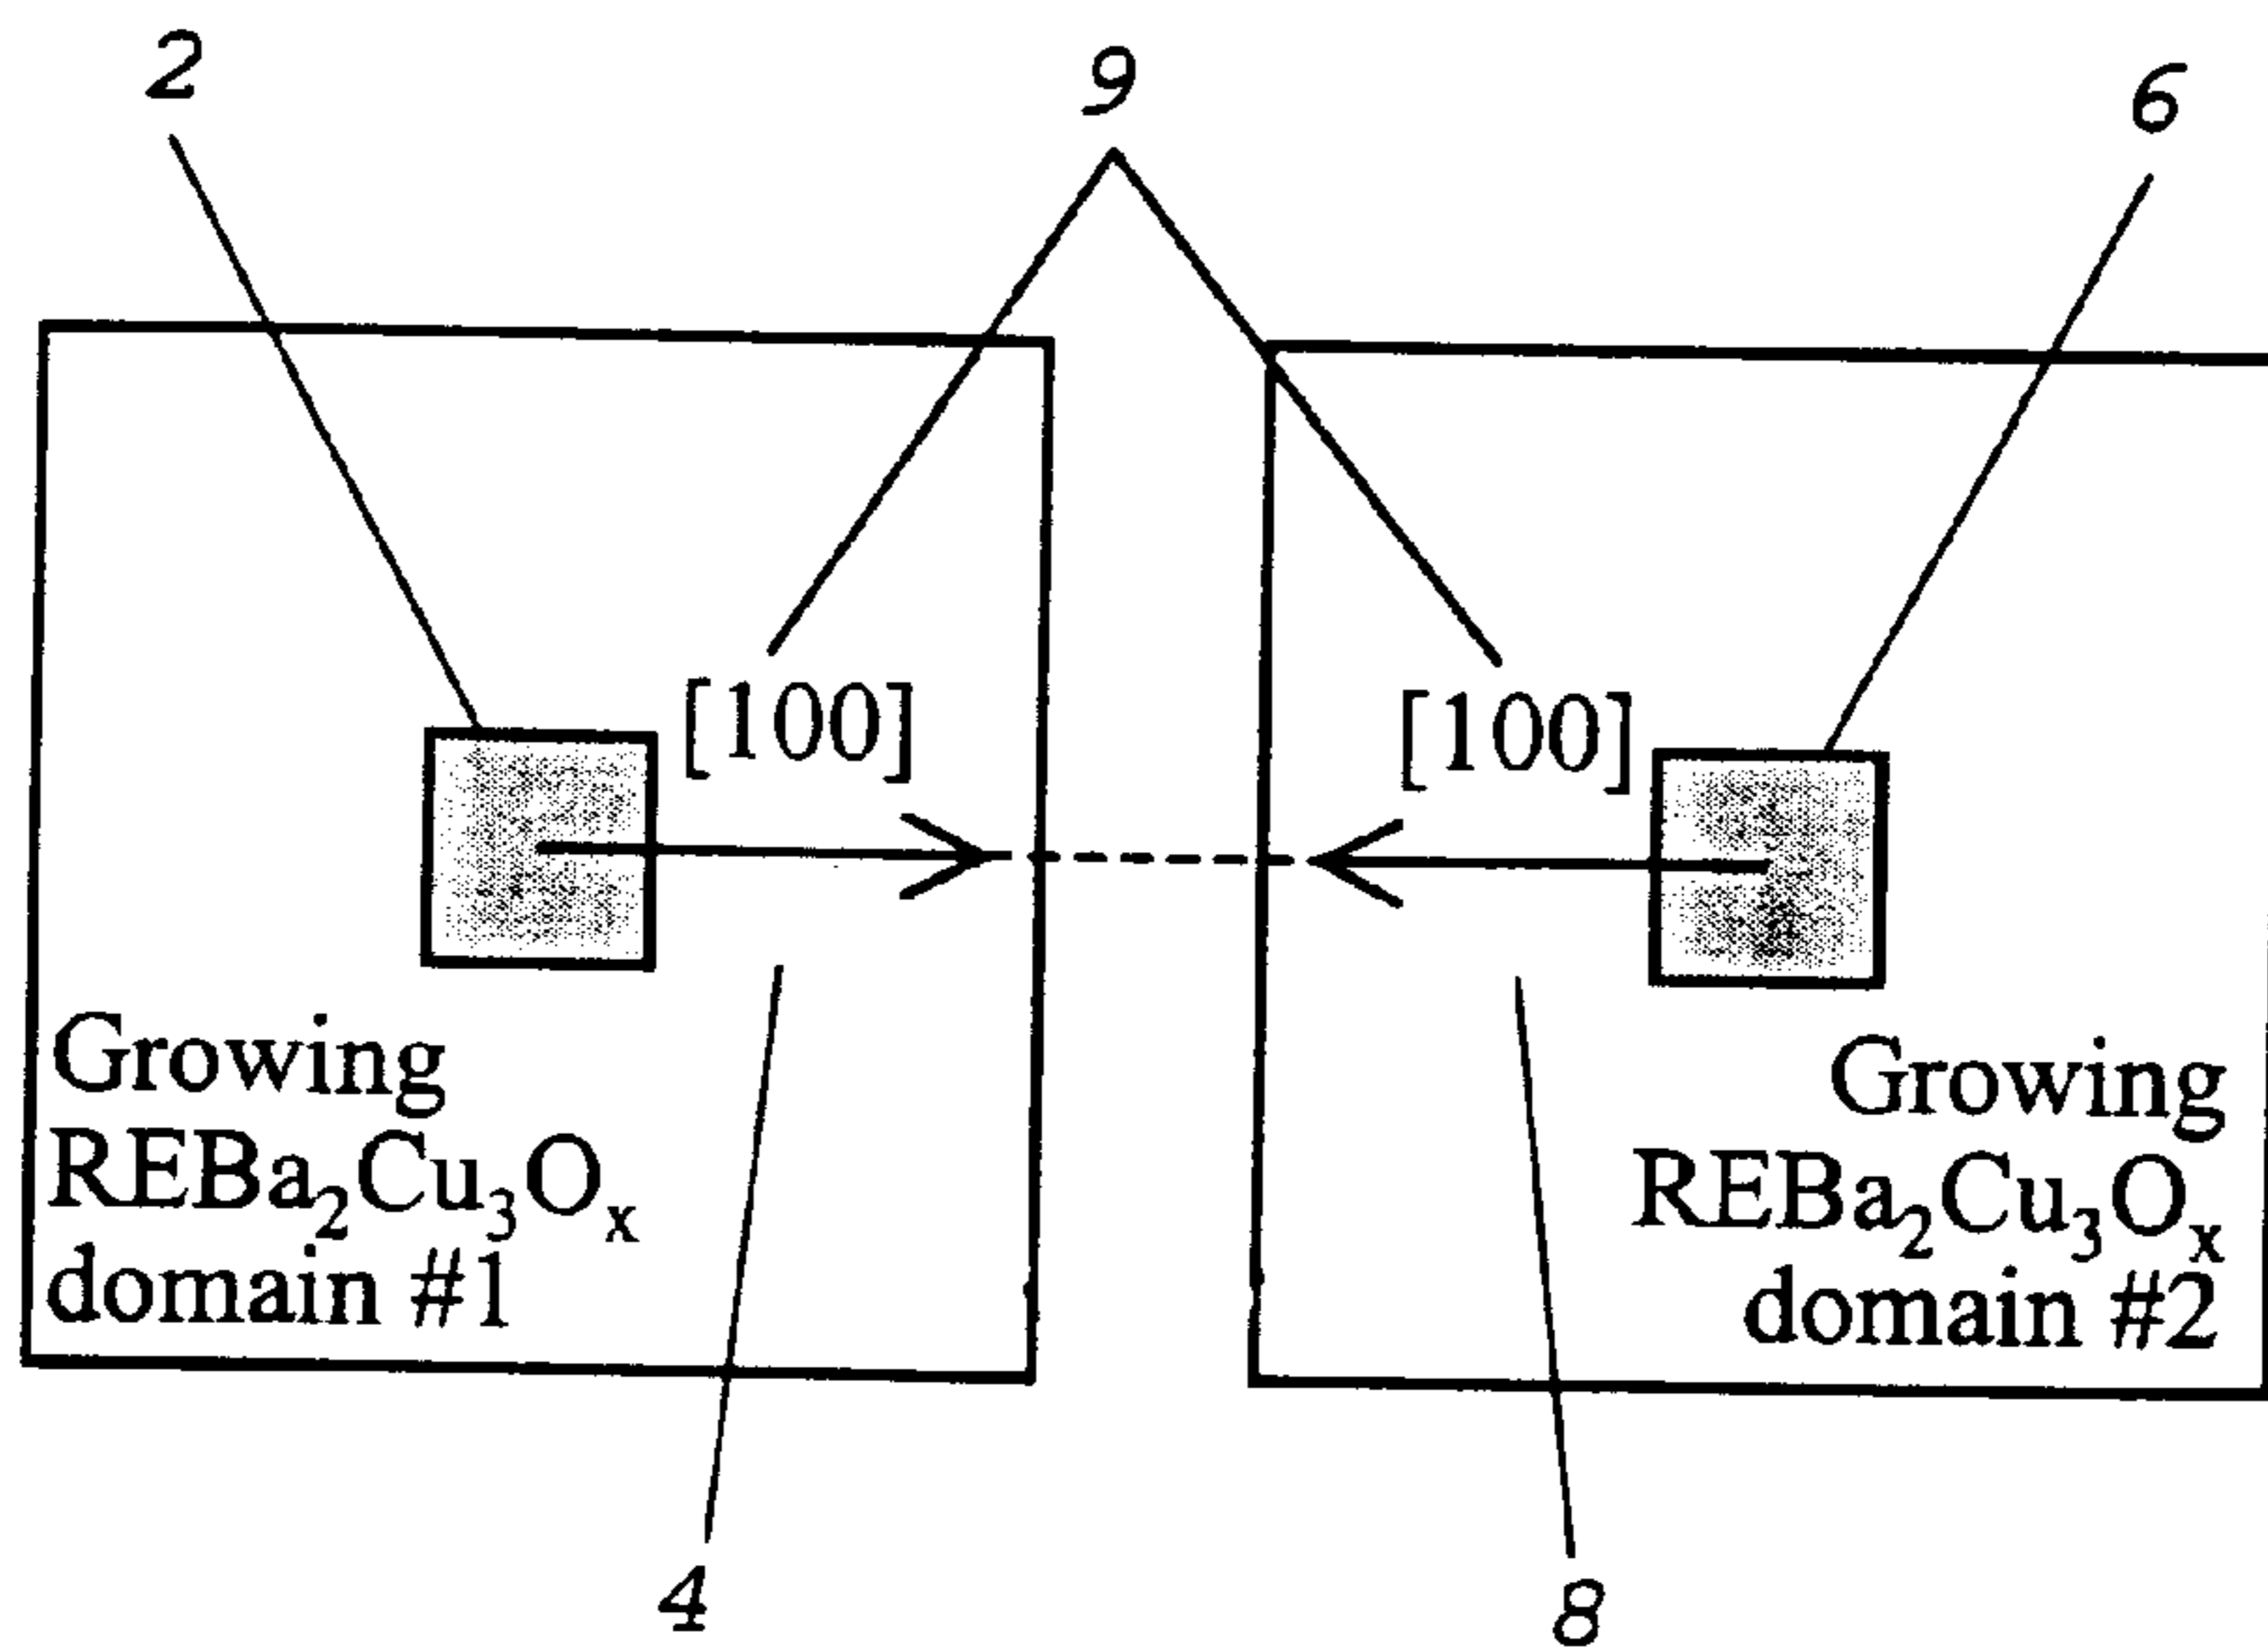 2
9
6
[100]
[100]
Growing
REBa₂Cu₃Oₓ
domain #1
Growing
REBa₂Cu₃Oₓ
domain #2
4
8